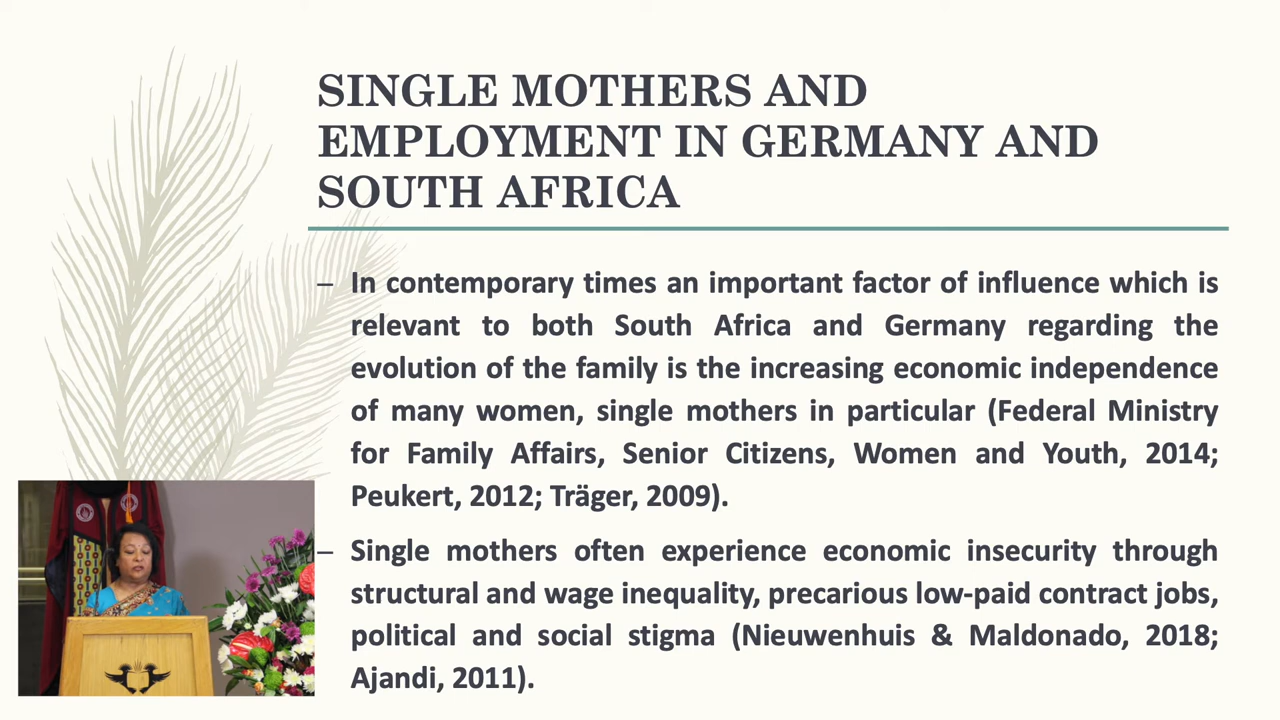 SINGLE MOTHERS AND
EMPLOYMENT IN GERMANY AND
SOUTH AFRICA
– In contemporary times an important factor of influence which is
relevant to both South Africa and Germany regarding the
evolution of the family is the increasing economic independence
of many women, single mothers in particular (Federal Ministry
for Family Affairs, Senior Citizens, Women and Youth, 2014;
Peukert, 2012; Träger, 2009).
– Single mothers often experience economic insecurity through
structural and wage inequality, precarious low-paid contract jobs,
political and social stigma (Nieuwenhuis & Maldonado, 2018;
Ajandi, 2011).